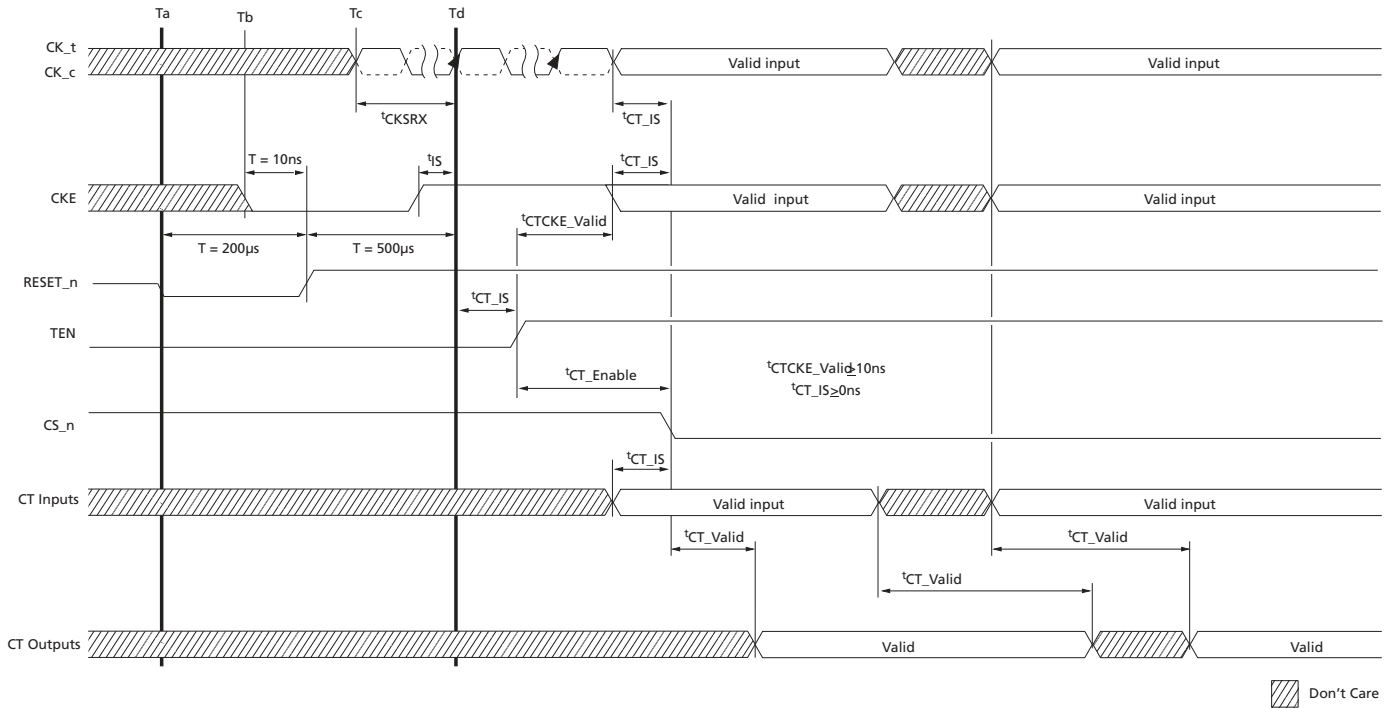 Ta
Tb
Tc
Td
CK_t
CK_c
Valid input
Valid input
tCKSRX
tCT_IS
T = 10ns
tIS
tCT_IS
CKE
Valid input
Valid input
tCTCKE_Valid
T = 200µs
T = 500µs
RESET_n
tCT_IS
TEN
tCT_Enable
tCTCKE_Valid≥10ns
tCT_IS≥0ns
CS_n
tCT_IS
CT Inputs
Valid input
Valid input
tCT_Valid
tCT_Valid
tCT_Valid
CT Outputs
Valid
Valid
Don't Care